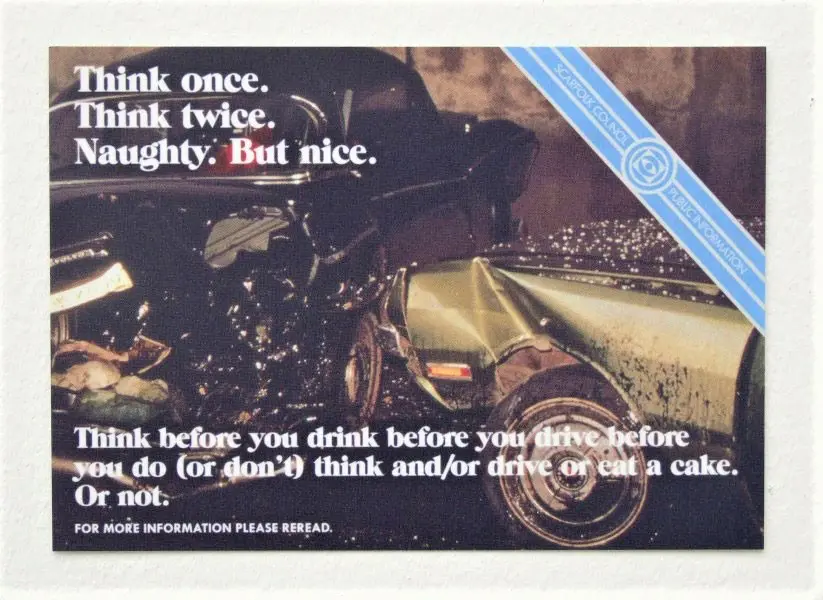 Think once.
Think twice.
Naughty. But nice.
SCARFOLK COUNCIL
PUBLIC INFORMATION
VOLVO
Think before you drink before you drive before
you do (or don't) think and/or drive or eat a cake.
Or not.
FOR MORE INFORMATION PLEASE REREAD.